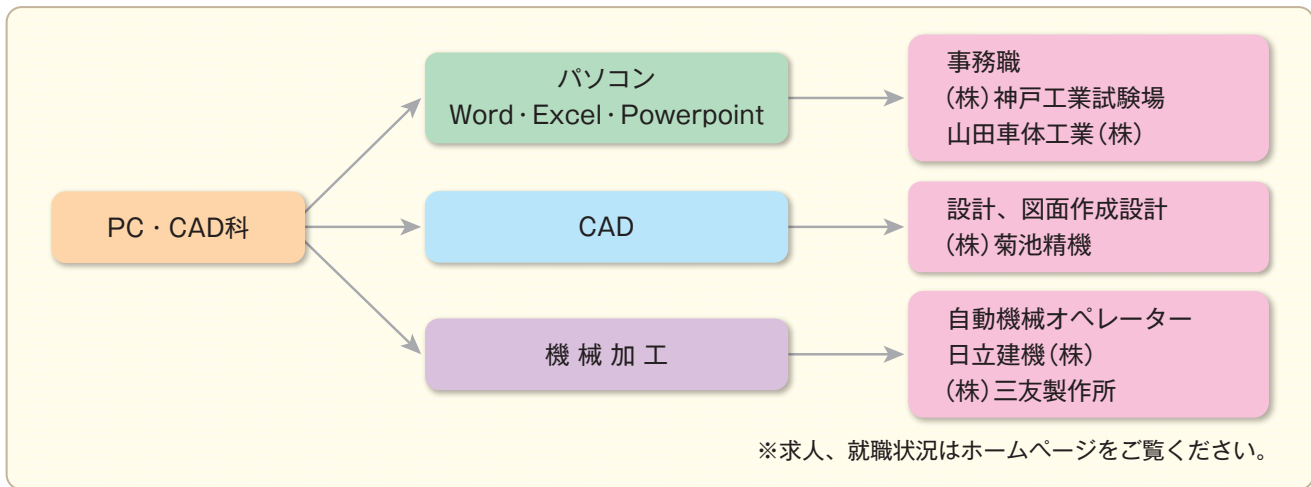 PC・CAD科
パソコン
Word・Excel・Powerpoint
事務職
(株)神戸工業試験場
山田車体工業(株)
CAD
設計、図面作成設計
(株)菊池精機
機械加工
自動機械オペレーター
日立建機(株)
(株)三友製作所
※求人、就職状況はホームページをご覧ください。